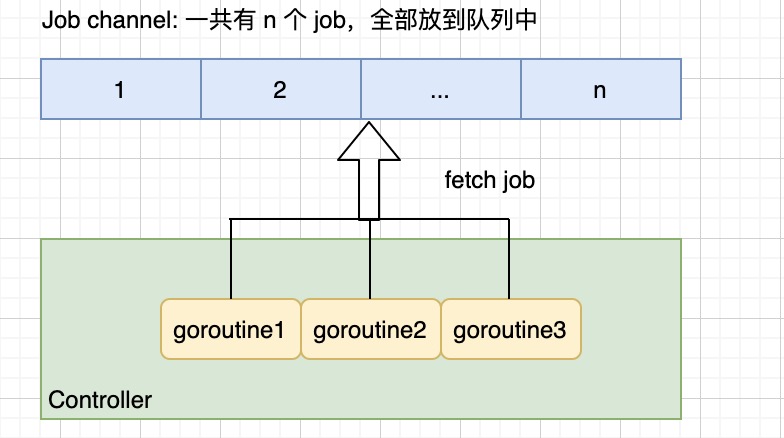 Job channel: 一共有 n 个 job，全部放到队列中
1 2 ... n
fetch job
goroutine1 goroutine2 goroutine3
Controller